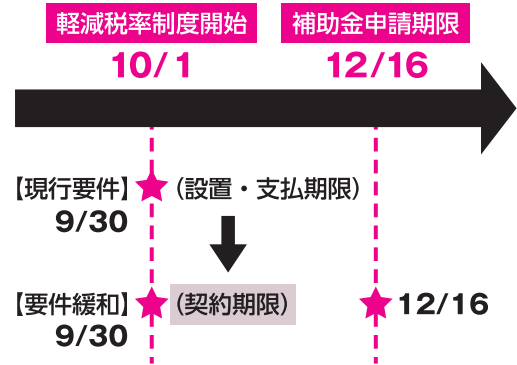 軽減税率制度開始
補助金申請期限
10/1
12/16
【現行要件】
(設置・支払期限)
9/30
【要件緩和】
(契約期限)
12/16
9/30